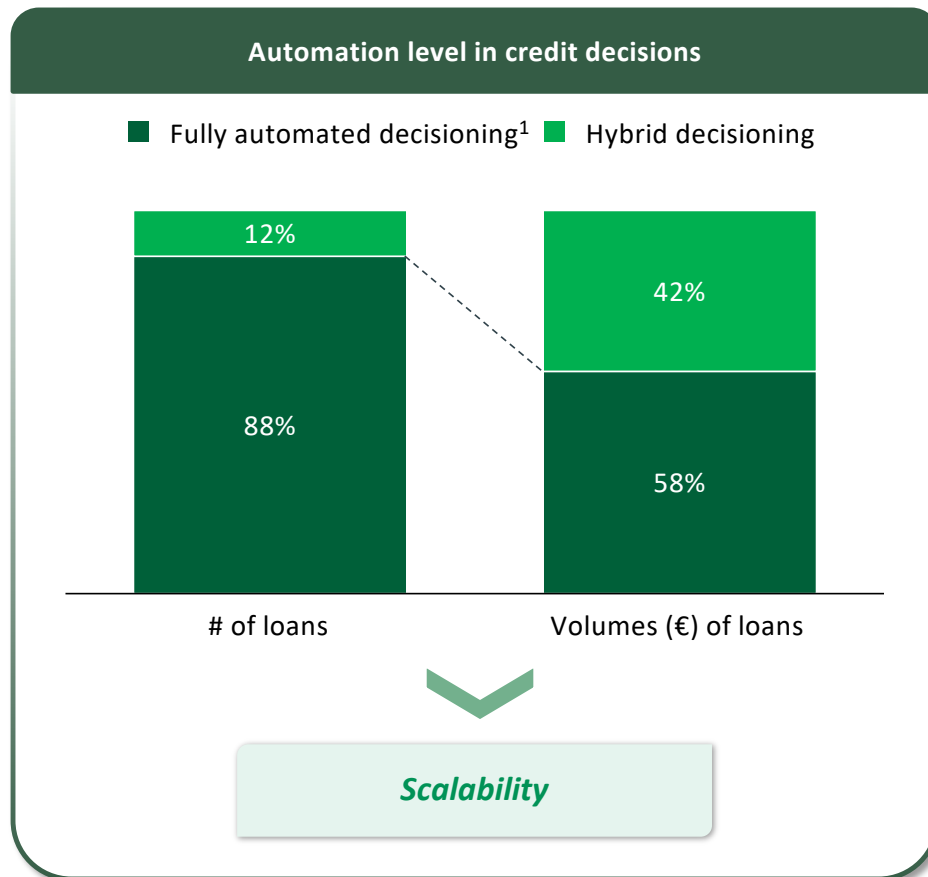 Automation level in credit decisions
Fully automated decisioning¹ Hybrid decisioning
12%
42%
88%
58%
# of loans Volumes (€) of loans
Scalability